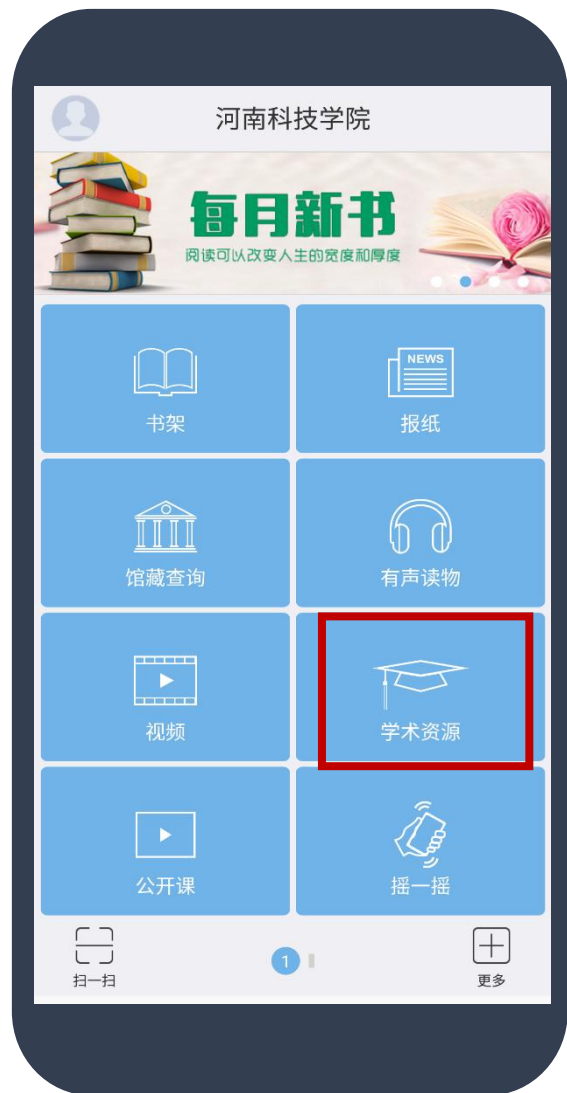 河南科技学院
每月新书
阅读可以改变人生的宽度和厚度
NEWS
书架
报纸
馆藏查询
有声读物
视频
学术资源
公开课
摇一摇
1
扫一扫
更多